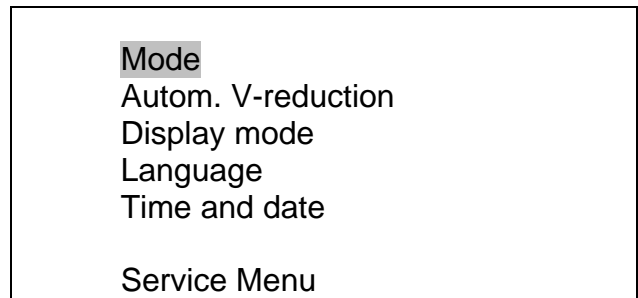 Mode
Autom. V-reduction
Display mode
Language
Time and date
Service Menu